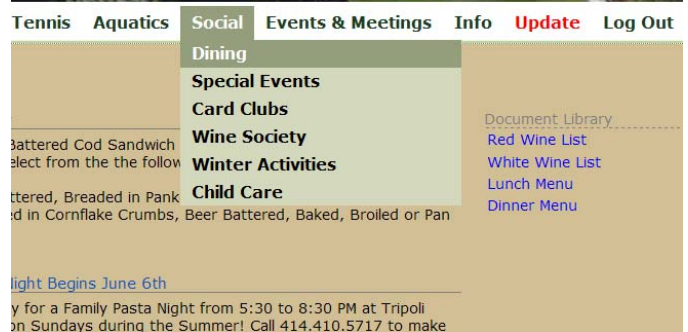 Tennis Aquatics Social Events & Meetings Info Update Log Out
Dining
Special Events
Card Clubs
Wine Society
Winter Activities
Child Care
Battered Cod Sandwich
elect from the the follow
ttered, Breaded in Pank
ed in Cornflake Crumbs, Beer Battered, Baked, Broiled or Pan
Night Begins June 6th
y for a Family Pasta Night from 5:30 to 8:30 PM at Tripoli
on Sundays during the Summer! Call 414.410.5717 to make
Document Library
Red Wine List
White Wine List
Lunch Menu
Dinner Menu